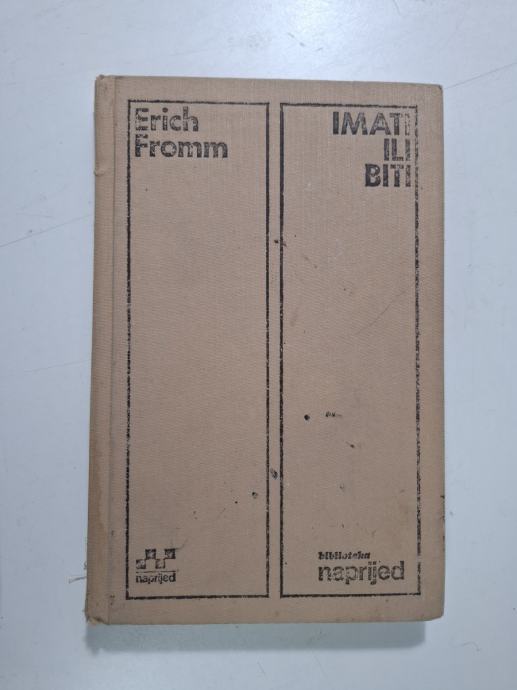 Erich
Fromm
IMATI
ILI
BITI
naprijed
biblioteka
naprijed